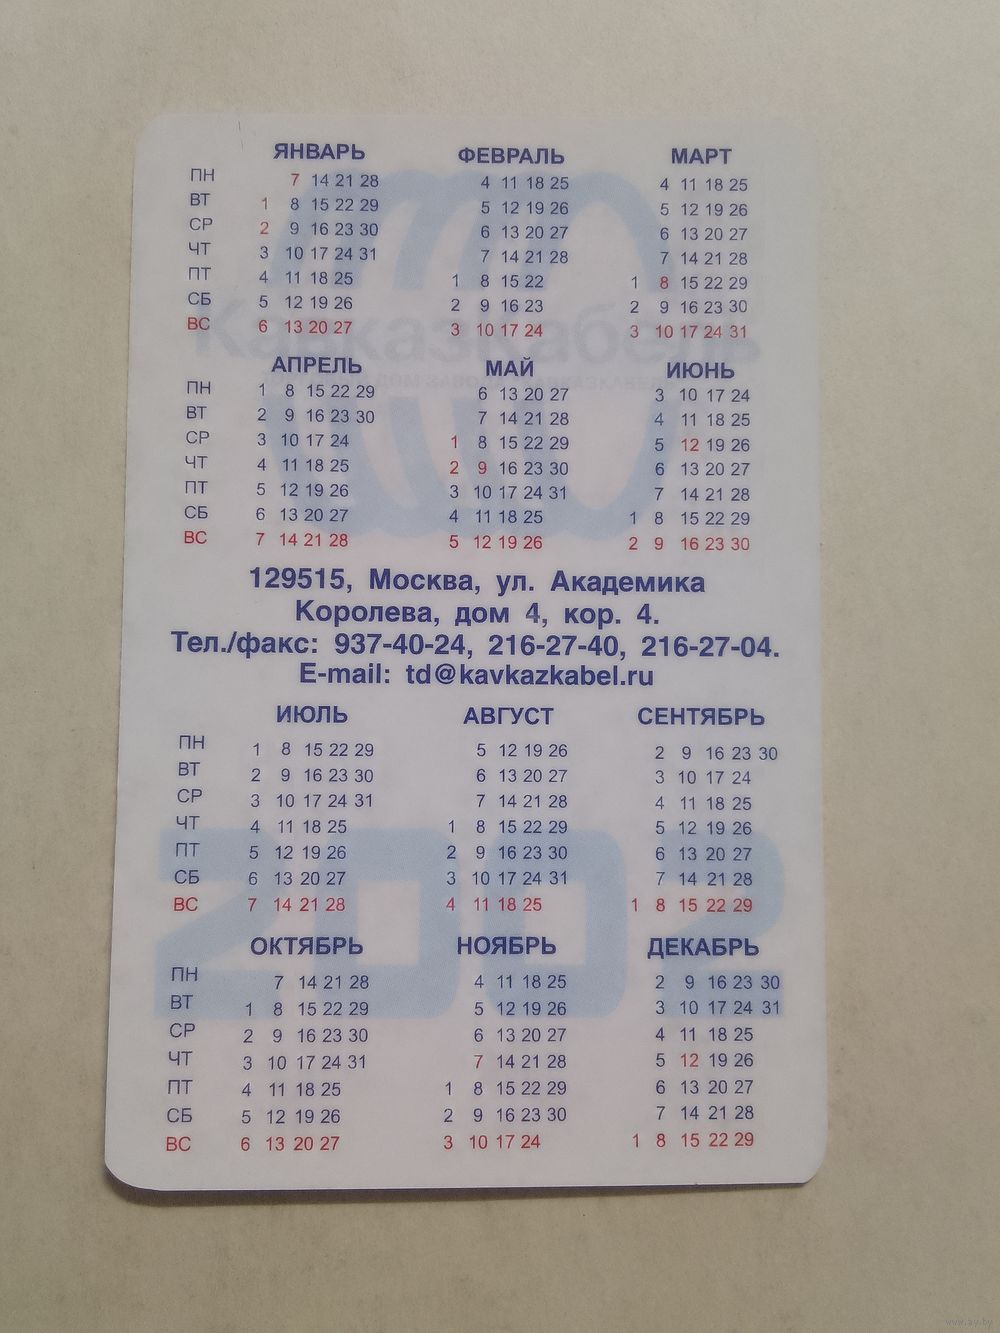 ЯНВАРЬ ФЕВРАЛЬ МАРТ
ПН 7 14 21 28 4 11 18 25 4 11 18 25
ВТ 1 8 15 22 29 5 12 19 26 5 12 19 26
СР 2 9 16 23 30 6 13 20 27 6 13 20 27
ЧТ 3 10 17 24 31 7 14 21 28 7 14 21 28
ПТ 4 11 18 25 1 8 15 22 1 8 15 22 29
СБ 5 12 19 26 2 9 16 23 2 9 16 23 30
ВС 6 13 20 27 3 10 17 24 3 10 17 24 31
КавказКабель
АПРЕЛЬ МАЙ ИЮНЬ
ПН 1 8 15 22 29 6 13 20 27 3 10 17 24
ВТ 2 9 16 23 30 7 14 21 28 4 11 18 25
СР 3 10 17 24 1 8 15 22 29 5 12 19 26
ЧТ 4 11 18 25 2 9 16 23 30 6 13 20 27
ПТ 5 12 19 26 3 10 17 24 31 7 14 21 28
СБ 6 13 20 27 4 11 18 25 1 8 15 22 29
ВС 7 14 21 28 5 12 19 26 2 9 16 23 30
129515, Москва, ул. Академика
Королева, дом 4, кор. 4.
Тел./факс: 937-40-24, 216-27-40, 216-27-04.
E-mail: td@kavkazkabel.ru
ИЮЛЬ АВГУСТ СЕНТЯБРЬ
ПН 1 8 15 22 29 5 12 19 26 2 9 16 23 30
ВТ 2 9 16 23 30 6 13 20 27 3 10 17 24
СР 3 10 17 24 31 7 14 21 28 4 11 18 25
ЧТ 4 11 18 25 1 8 15 22 29 5 12 19 26
ПТ 5 12 19 26 2 9 16 23 30 6 13 20 27
СБ 6 13 20 27 3 10 17 24 31 7 14 21 28
ВС 7 14 21 28 4 11 18 25 1 8 15 22 29
2002
ОКТЯБРЬ НОЯБРЬ ДЕКАБРЬ
ПН 7 14 21 28 4 11 18 25 2 9 16 23 30
ВТ 1 8 15 22 29 5 12 19 26 3 10 17 24 31
СР 2 9 16 23 30 6 13 20 27 4 11 18 25
ЧТ 3 10 17 24 31 7 14 21 28 5 12 19 26
ПТ 4 11 18 25 1 8 15 22 29 6 13 20 27
СБ 5 12 19 26 2 9 16 23 30 7 14 21 28
ВС 6 13 20 27 3 10 17 24 1 8 15 22 29
www.ay.by